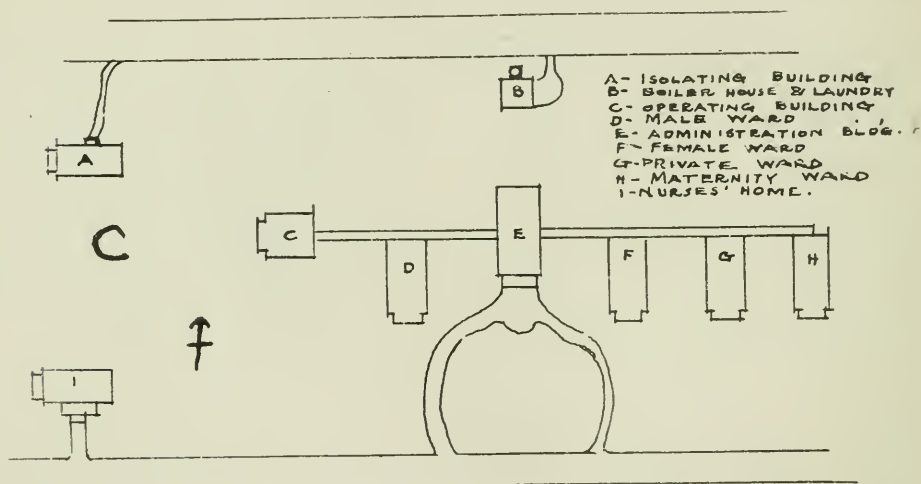 A- ISOLATING BUILDING
B- BOILER HOUSE & LAUNDRY
C- OPERATING BUILDING
D- MALE WARD
E- ADMINISTRATION BLDG.
F- FEMALE WARD
G-PRIVATE WARD
H- MATERNITY WARD
I-NURSES' HOME.
B
A
C
C
E
D
F
G
H
I